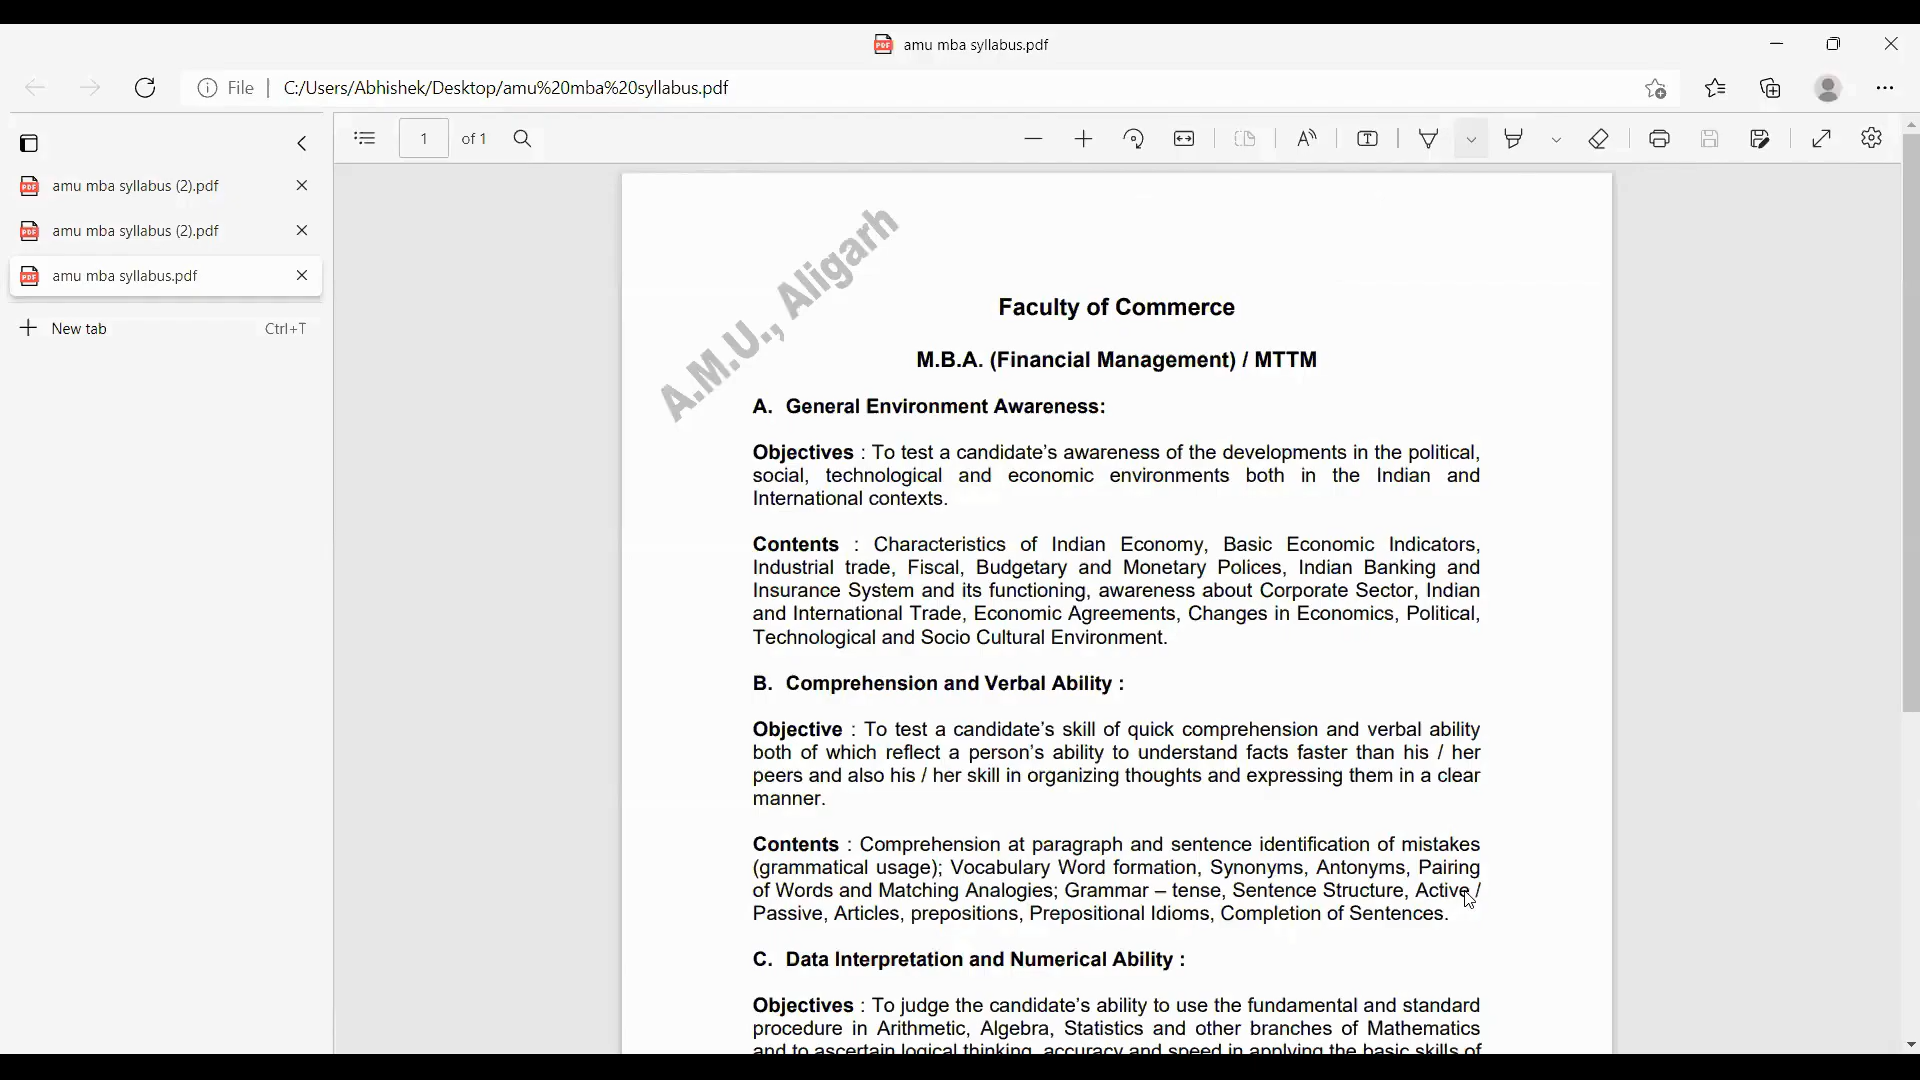 amu mba syllabus.pdf
File
C:/Users/Abhishek/Desktop/amu%20mba%20syllabus.pdf
1 of 1
amu mba syllabus (2).pdf
amu mba syllabus (2).pdf
amu mba syllabus.pdf
New tab Ctrl+T
A.M.U., Aligarh
Faculty of Commerce
M.B.A. (Financial Management) / MTTM
A. General Environment Awareness:
Objectives : To test a candidate's awareness of the developments in the political,
social, technological and economic environments both in the Indian and
International contexts.
Contents : Characteristics of Indian Economy, Basic Economic Indicators,
Industrial trade, Fiscal, Budgetary and Monetary Polices, Indian Banking and
Insurance System and its functioning, awareness about Corporate Sector, Indian
and International Trade, Economic Agreements, Changes in Economics, Political,
Technological and Socio Cultural Environment.
B. Comprehension and Verbal Ability :
Objective : To test a candidate's skill of quick comprehension and verbal ability
both of which reflect a person's ability to understand facts faster than his / her
peers and also his / her skill in organizing thoughts and expressing them in a clear
manner.
Contents : Comprehension at paragraph and sentence identification of mistakes
(grammatical usage); Vocabulary Word formation, Synonyms, Antonyms, Pairing
of Words and Matching Analogies; Grammar – tense, Sentence Structure, Active /
Passive, Articles, prepositions, Prepositional Idioms, Completion of Sentences.
C. Data Interpretation and Numerical Ability :
Objectives : To judge the candidate's ability to use the fundamental and standard
procedure in Arithmetic, Algebra, Statistics and other branches of Mathematics
and to ascertain logical thinking, accuracy and speed in applying the basic skills of